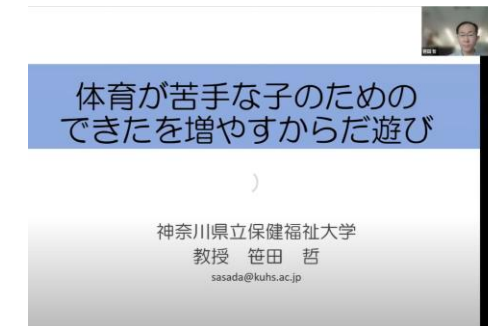 体育が苦手な子のための
できたを増やすからだ遊び
神奈川県立保健福祉大学
教授　笹田　哲
sasada@kuhs.ac.jp